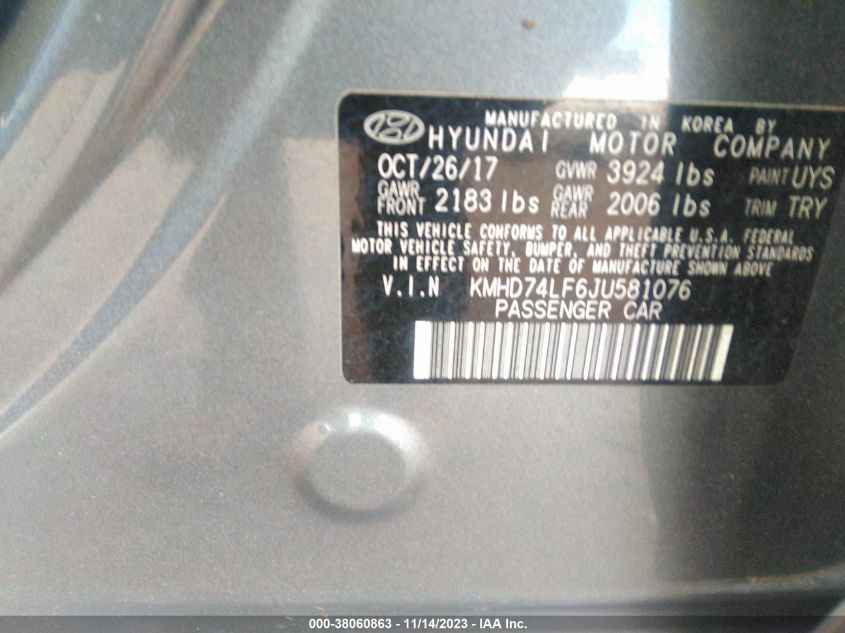 MANUFACTURED IN KOREA BY
HYUNDAI MOTOR COMPANY
OCT/26/17 GVWR 3924 lbs PAINT UYS
GAWR FRONT 2183 lbs GAWR REAR 2006 lbs TRIM TRY
THIS VEHICLE CONFORMS TO ALL APPLICABLE U.S.A. FEDERAL
MOTOR VEHICLE SAFETY, BUMPER, AND THEFT PREVENTION STANDARDS
IN EFFECT ON THE DATE OF MANUFACTURE SHOWN ABOVE
V.I.N KMHD74LF6JU581076
PASSENGER CAR
000-38060863 - 11/14/2023 - IAA Inc.